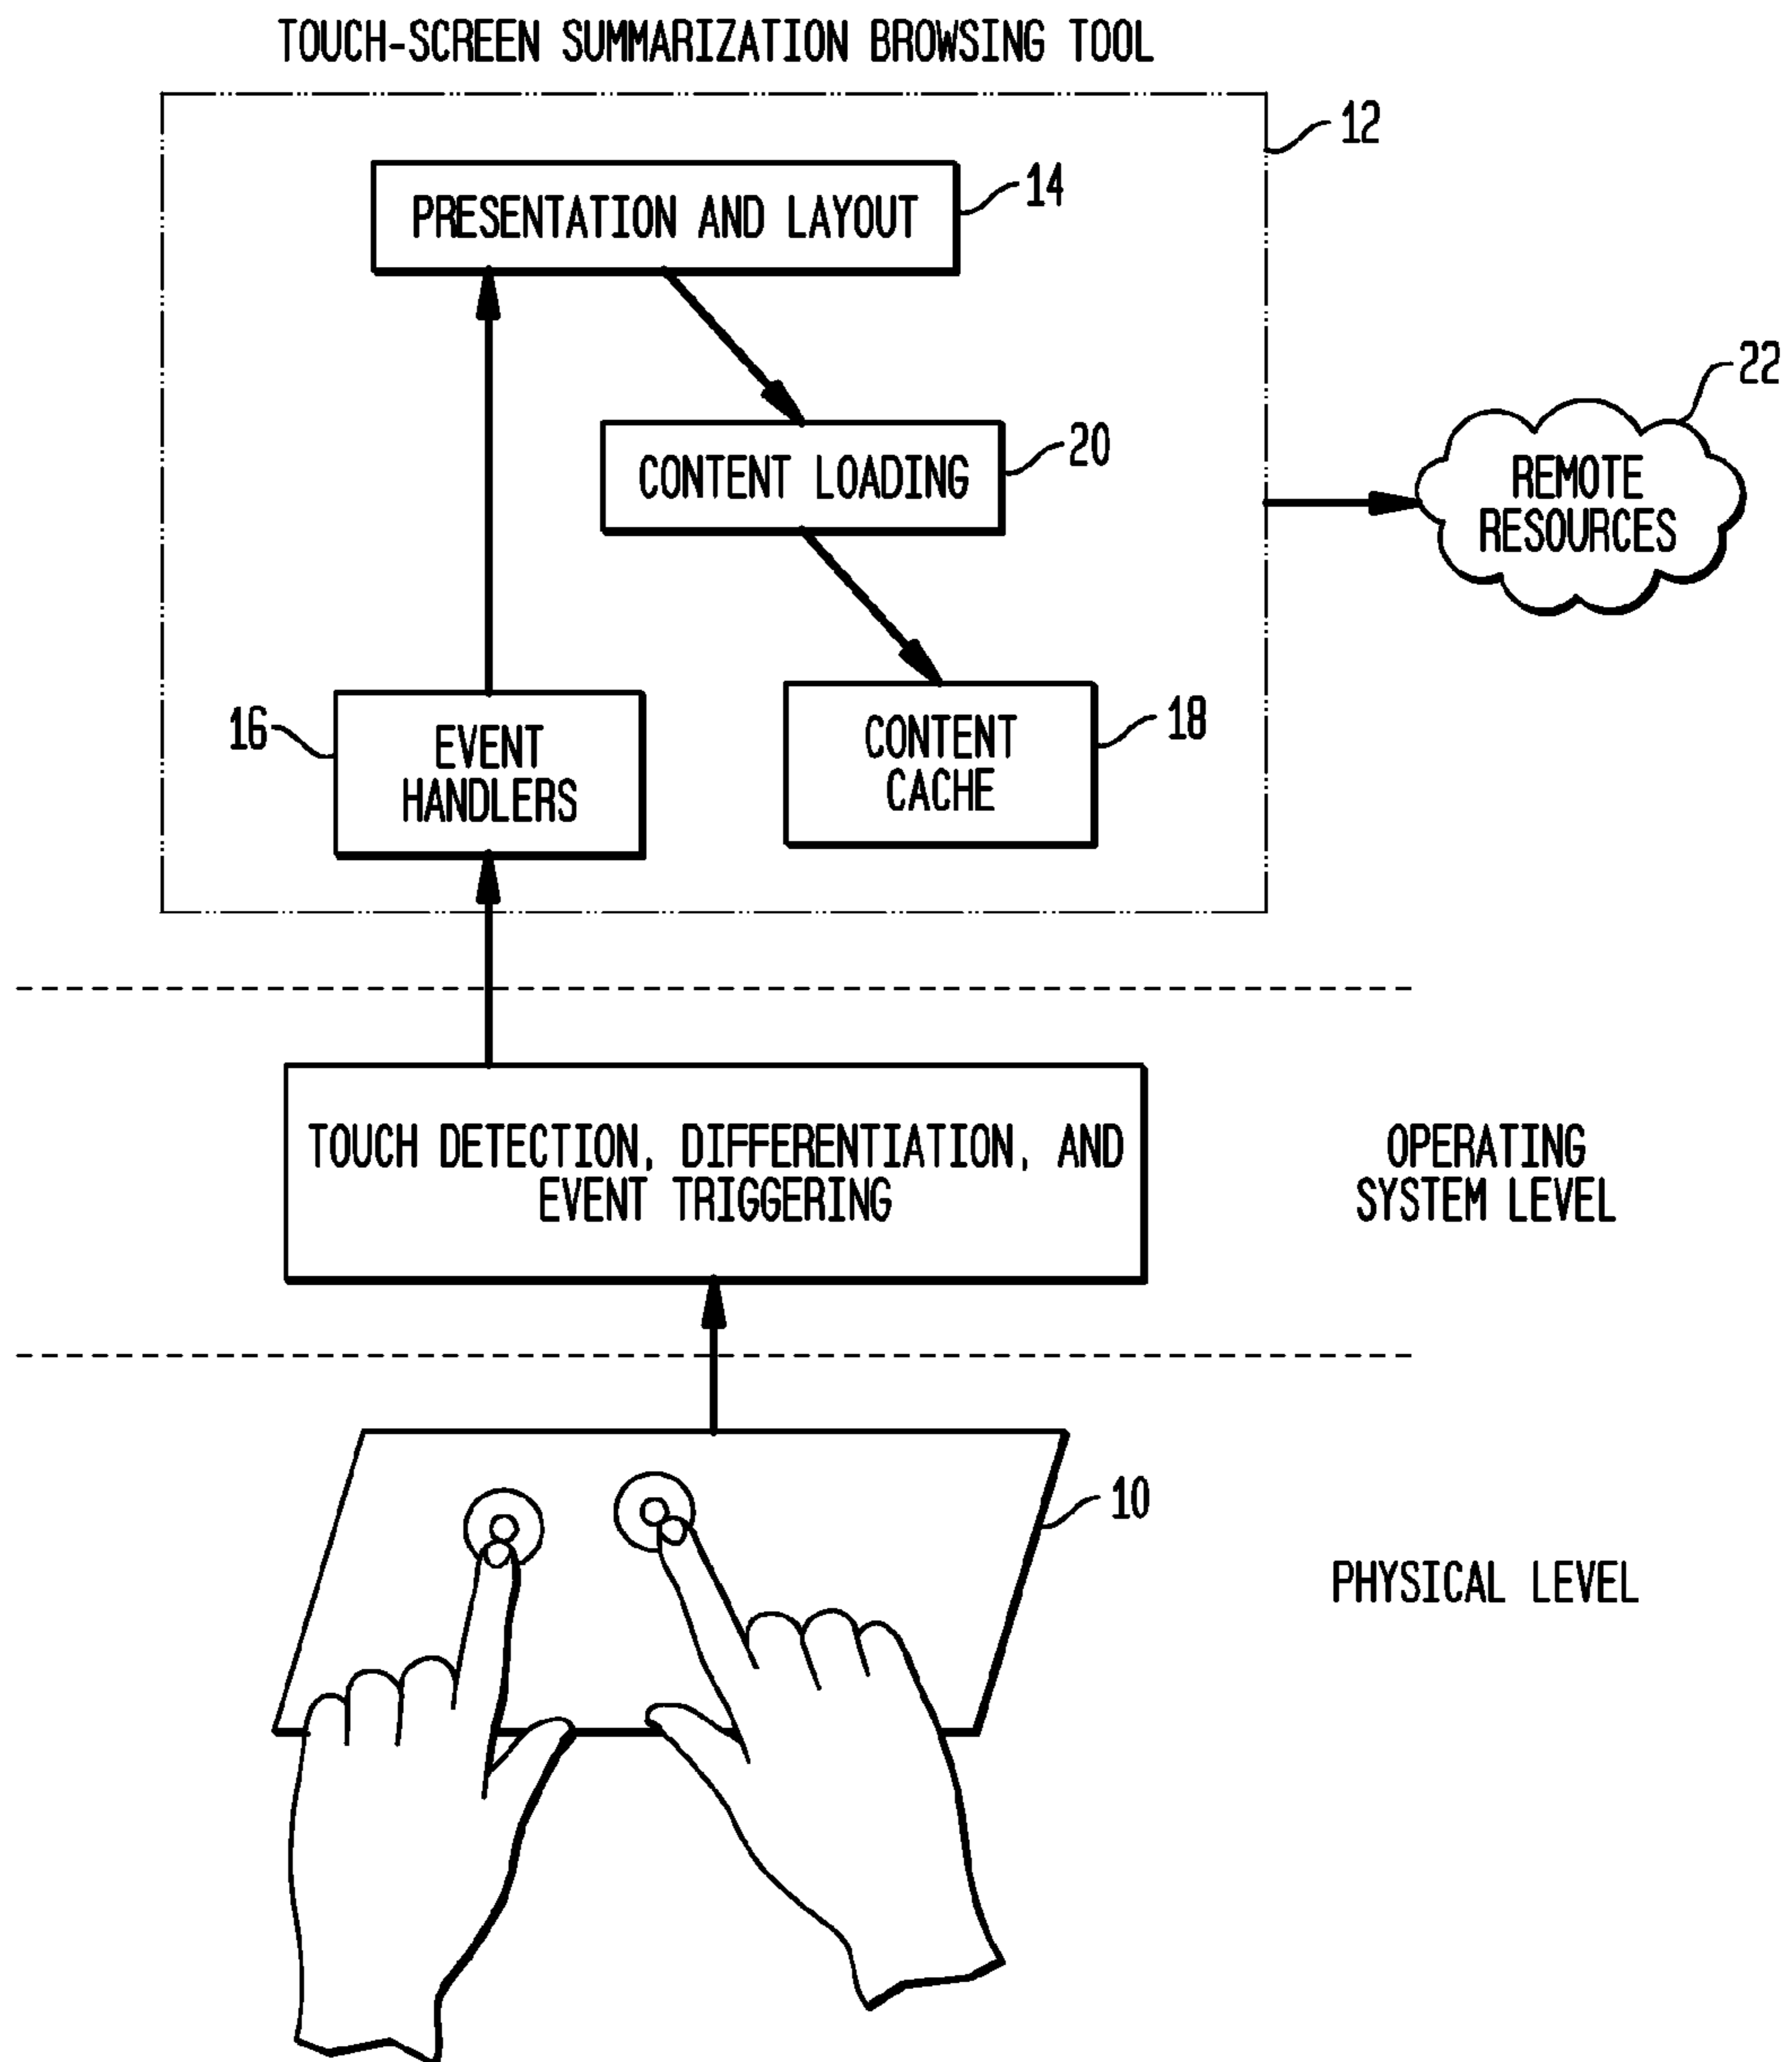 TOUCH-SCREEN SUMMARIZATION BROWSING TOOL
12
PRESENTATION AND LAYOUT
14
22
CONTENT LOADING
20
REMOTE
RESOURCES
16
EVENT
HANDLERS
CONTENT
CACHE
18
TOUCH DETECTION, DIFFERENTIATION, AND
EVENT TRIGGERING
OPERATING
SYSTEM LEVEL
10
PHYSICAL LEVEL